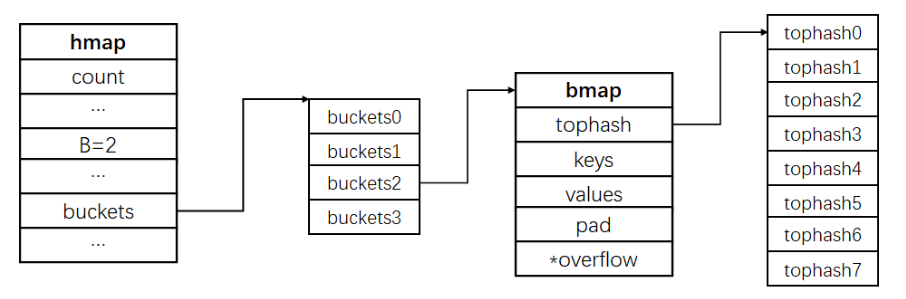 hmap
count
...
B=2
...
buckets
...
buckets0
buckets1
buckets2
buckets3
bmap
tophash
keys
values
pad
*overflow
tophash0
tophash1
tophash2
tophash3
tophash4
tophash5
tophash6
tophash7